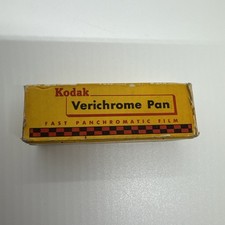 Kodak
Verichrome Pan
FAST PANCHROMATIC FILM